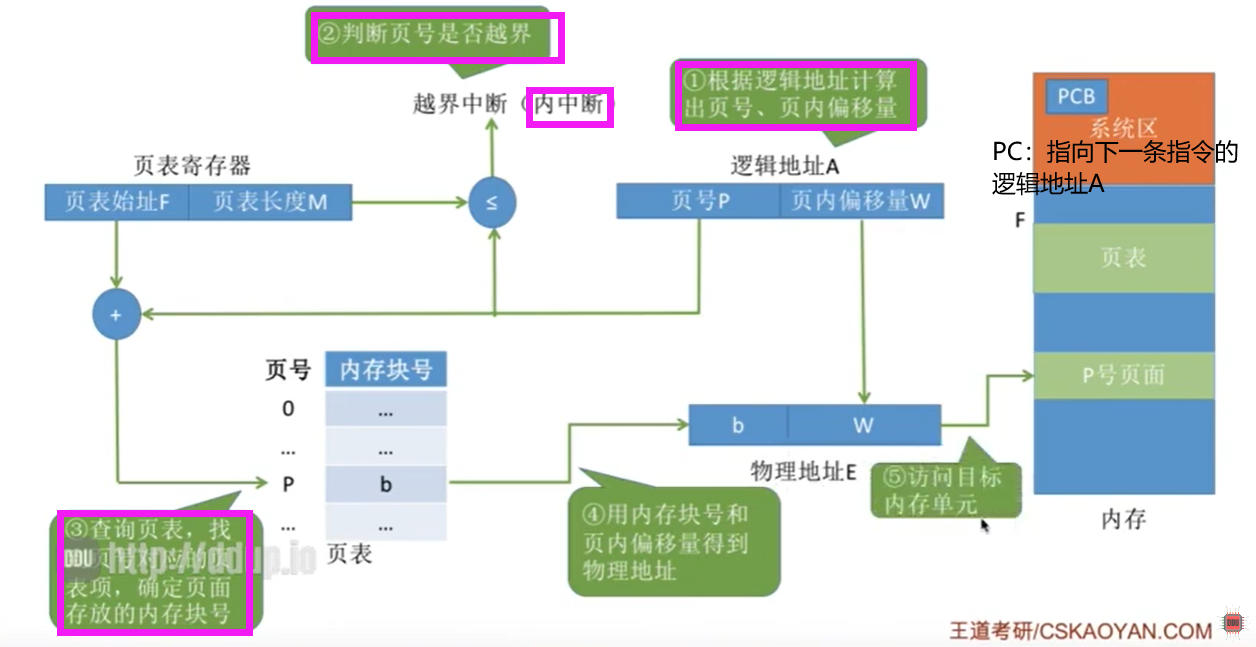 ②判断页号是否越界
越界中断（内中断）
①根据逻辑地址计算
出页号、页内偏移量
PCB
系统区
PC：指向下一条指令的
逻辑地址A
页表寄存器
逻辑地址A
页表始址F 页表长度M
≤
页号P 页内偏移量W
F
页表
+
页号 内存块号
0 ...
... ...
P b
... ...
页表
P号页面
b W
物理地址E
③查询页表，找
页号对应的页
表项，确定页面
存放的内存块号
DDU http://ddup.io
④用内存块号和
页内偏移量得到
物理地址
⑤访问目标
内存单元
内存
王道考研/CSKAOYAN.COM
DDU